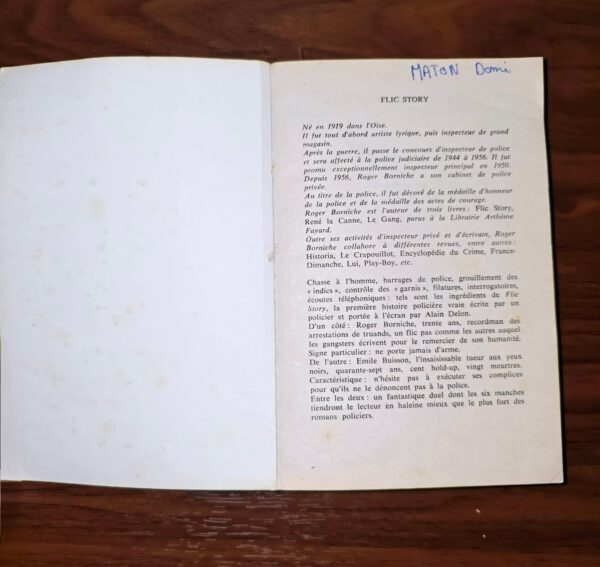 MATON Domi
FLIC STORY
Né en 1919 dans l'Oise.
Il fut tout d'abord artiste lyrique, puis inspecteur de grand
magasin.
Après la guerre, il passe le concours d'inspecteur de police
et sera affecté à la police judiciaire de 1944 à 1956. Il fut
promu exceptionnellement inspecteur principal en 1950.
Depuis 1956, Roger Borniche a son cabinet de police
privée.
Au titre de la police, il fut décoré de la médaille d'honneur
de la police et de la médaille des actes de courage.
Roger Borniche est l'auteur de trois livres : Flic Story,
René la Canne, Le Gang, parus à la Librairie Arthème
Fayard.
Outre ses activités d'inspecteur privé et d'écrivain, Roger
Borniche collabore à différentes revues, entre autres :
Historia, Le Crapouillot, Encyclopédie du Crime, France-
Dimanche, Lui, Play-Boy, etc.
Chasse à l'homme, barrages de police, grouillement des
« indics », contrôle des « garnis », filatures, interrogatoires,
écoutes téléphoniques : tels sont les ingrédients de Flic
Story, la première histoire policière vraie écrite par un
policier et portée à l'écran par Alain Delon.
D'un côté : Roger Borniche, trente ans, recordman des
arrestations de truands, un flic pas comme les autres auquel
les gangsters écrivent pour le remercier de son humanité.
Signe particulier : ne porte jamais d'arme.
De l'autre : Emile Buisson, l'insaisissable tueur aux yeux
noirs, quarante-sept ans, cent hold-up, vingt meurtres.
Caractéristique : n'hésite pas à exécuter ses complices
pour qu'ils ne le dénoncent pas à la police.
Entre les deux : un fantastique duel dont les six manches
tiendront le lecteur en haleine mieux que le plus fort des
romans policiers.